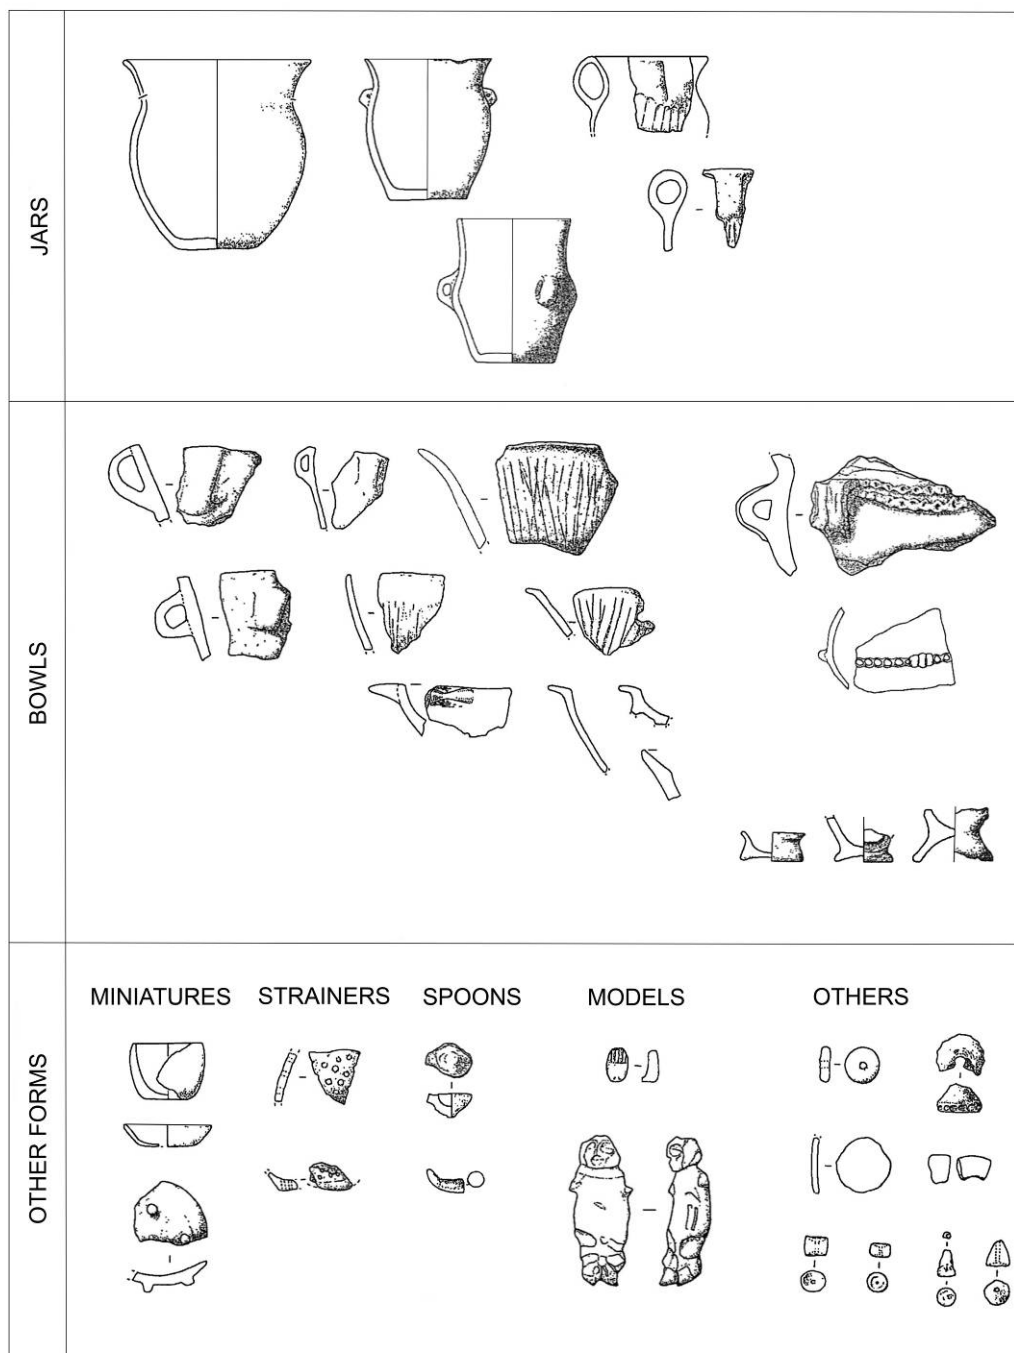 JARS
BOWLS
OTHER FORMS
MINIATURES
STRAINERS
SPOONS
MODELS
OTHERS